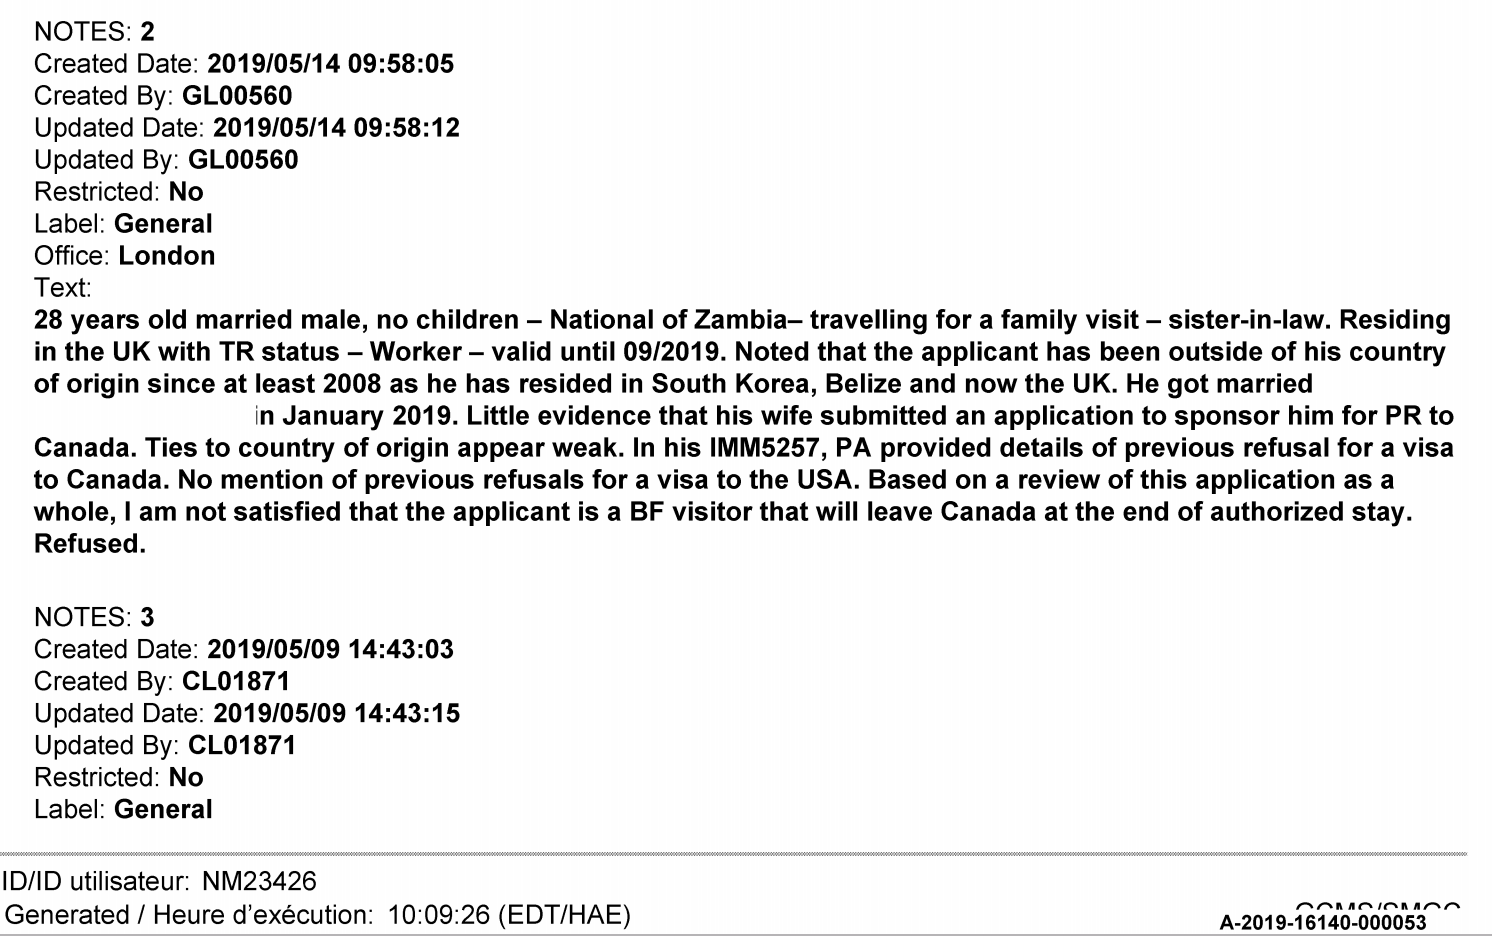 NOTES: 2
Created Date: 2019/05/14 09:58:05
Created By: GL00560
Updated Date: 2019/05/14 09:58:12
Updated By: GL00560
Restricted: No
Label: General
Office: London
Text:
28 years old married male, no children – National of Zambia– travelling for a family visit – sister-in-law. Residing
in the UK with TR status – Worker – valid until 09/2019. Noted that the applicant has been outside of his country
of origin since at least 2008 as he has resided in South Korea, Belize and now the UK. He got married
in January 2019. Little evidence that his wife submitted an application to sponsor him for PR to
Canada. Ties to country of origin appear weak. In his IMM5257, PA provided details of previous refusal for a visa
to Canada. No mention of previous refusals for a visa to the USA. Based on a review of this application as a
whole, I am not satisfied that the applicant is a BF visitor that will leave Canada at the end of authorized stay.
Refused.
NOTES: 3
Created Date: 2019/05/09 14:43:03
Created By: CL01871
Updated Date: 2019/05/09 14:43:15
Updated By: CL01871
Restricted: No
Label: General
ID/ID utilisateur: NM23426
Generated / Heure d'exécution: 10:09:26 (EDT/HAE)
A-2019-16140-000053